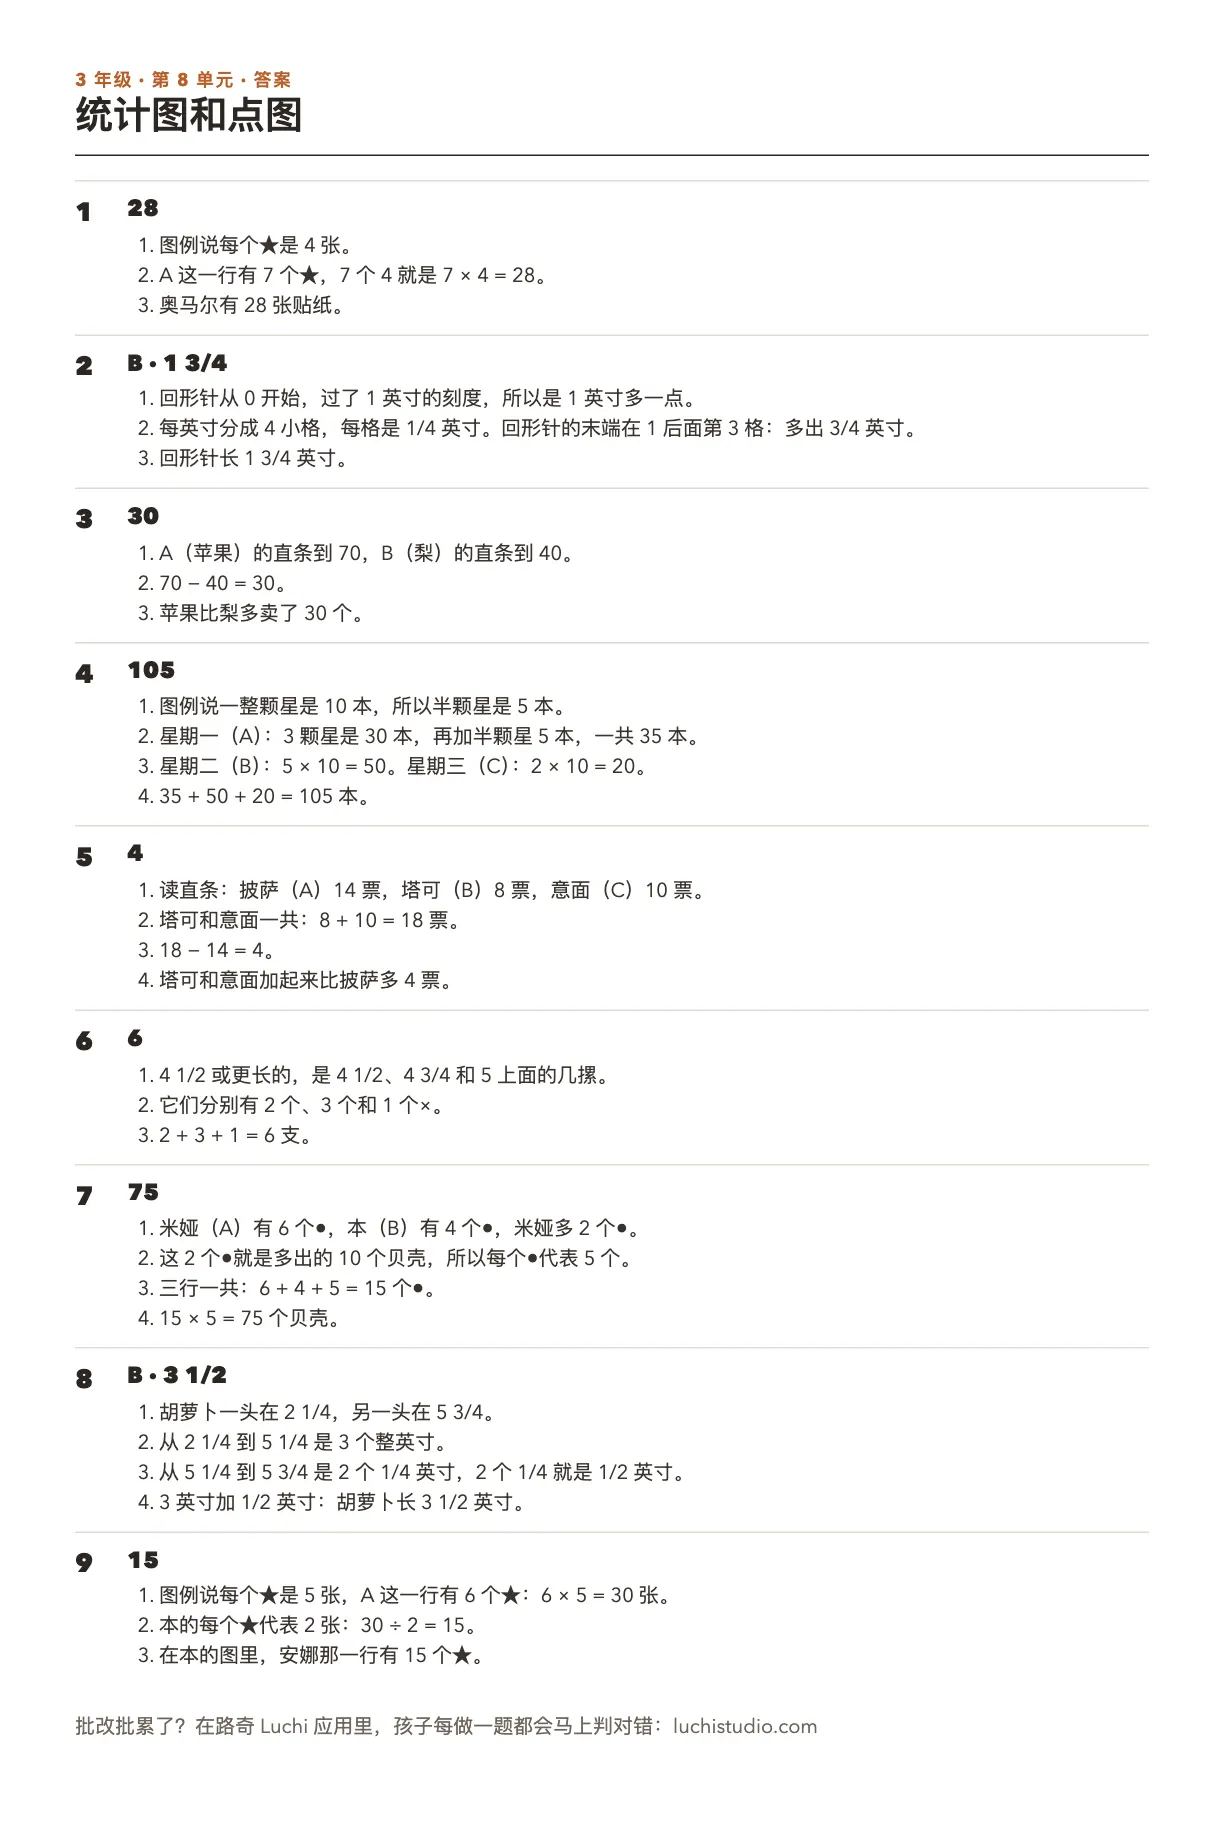 3 年级 · 第 8 单元 · 答案
统计图和点图
1 28
1. 图例说每个★是 4 张。
2. A 这一行有 7 个★，7 个 4 就是 7 × 4 = 28。
3. 奥马尔有 28 张贴纸。
2 B · 1 3/4
1. 回形针从 0 开始，过了 1 英寸的刻度，所以是 1 英寸多一点。
2. 每英寸分成 4 小格，每格是 1/4 英寸。回形针的末端在 1 后面第 3 格：多出 3/4 英寸。
3. 回形针长 1 3/4 英寸。
3 30
1. A（苹果）的直条到 70，B（梨）的直条到 40。
2. 70 − 40 = 30。
3. 苹果比梨多卖了 30 个。
4 105
1. 图例说一整颗星是 10 本，所以半颗星是 5 本。
2. 星期一（A）：3 颗星是 30 本，再加半颗星 5 本，一共 35 本。
3. 星期二（B）：5 × 10 = 50。星期三（C）：2 × 10 = 20。
4. 35 + 50 + 20 = 105 本。
5 4
1. 读直条：披萨（A）14 票，塔可（B）8 票，意面（C）10 票。
2. 塔可和意面一共：8 + 10 = 18 票。
3. 18 − 14 = 4。
4. 塔可和意面加起来比披萨多 4 票。
6 6
1. 4 1/2 或更长的，是 4 1/2、4 3/4 和 5 上面的几摞。
2. 它们分别有 2 个、3 个和 1 个×。
3. 2 + 3 + 1 = 6 支。
7 75
1. 米娅（A）有 6 个●，本（B）有 4 个●，米娅多 2 个●。
2. 这 2 个●就是多出的 10 个贝壳，所以每个●代表 5 个。
3. 三行一共：6 + 4 + 5 = 15 个●。
4. 15 × 5 = 75 个贝壳。
8 B · 3 1/2
1. 胡萝卜一头在 2 1/4，另一头在 5 3/4。
2. 从 2 1/4 到 5 1/4 是 3 个整英寸。
3. 从 5 1/4 到 5 3/4 是 2 个 1/4 英寸，2 个 1/4 就是 1/2 英寸。
4. 3 英寸加 1/2 英寸：胡萝卜长 3 1/2 英寸。
9 15
1. 图例说每个★是 5 张，A 这一行有 6 个★：6 × 5 = 30 张。
2. 本的每个★代表 2 张：30 ÷ 2 = 15。
3. 在本的图里，安娜那一行有 15 个★。
批改批累了？在路奇 Luchi 应用里，孩子每做一题都会马上判对错：luchistudio.com